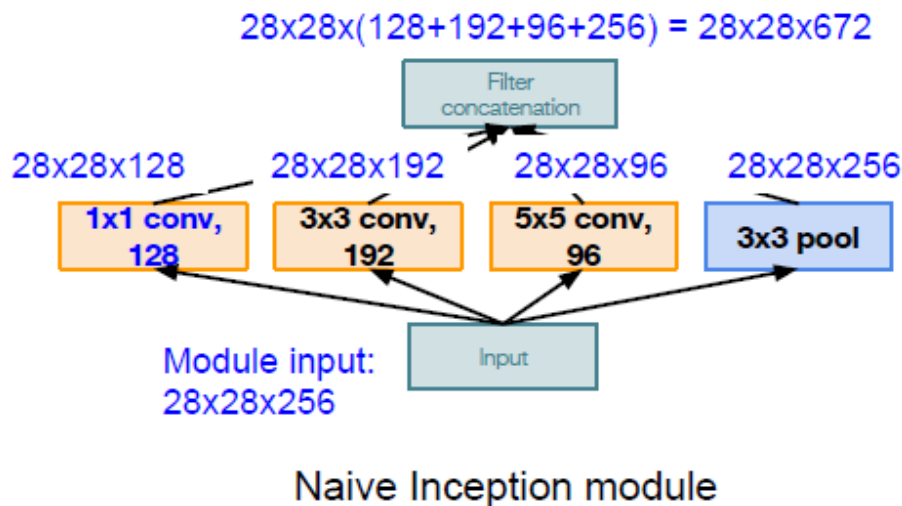 28x28x(128+192+96+256) = 28x28x672
Filter
concatenation
28x28x128
28x28x192
28x28x96
28x28x256
1x1 conv,
128
3x3 conv,
192
5x5 conv,
96
3x3 pool
Module input:
28x28x256
Input
Naive Inception module